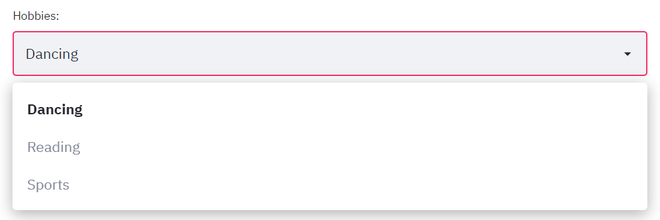 Hobbies:
Dancing
Dancing
Reading
Sports